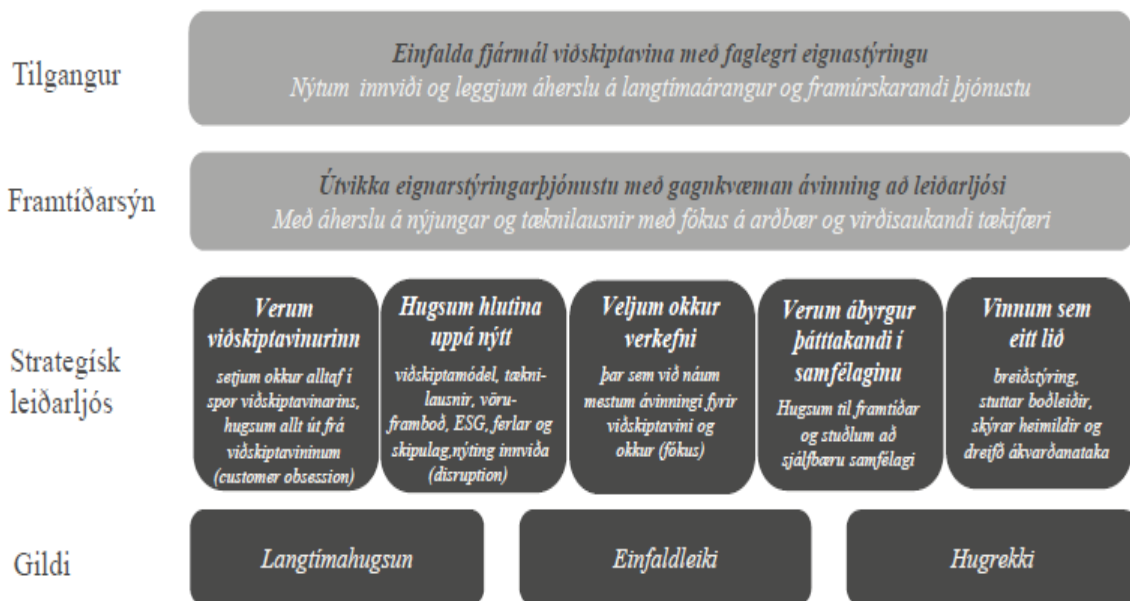 Tilgangur
Einfalda fjármál viðskiptavina með faglegri eignastýringu
Nýtum innviði og leggjum áherslu á langtímaárangur og framúrskarandi þjónustu
Framtíðarsýn
Útvikka eignarstýringarþjónustu með gagnkvæman ávinning að leiðarljósi
Með áherslu á nýjungar og tæknilausnir með fókus á arðbær og virðisaukandi tækifæri
Strategísk
leiðarljós
Verum
viðskiptavinurinn
setjum okkur alltaf í
spor viðskiptavinarins,
hugsum allt út frá
viðskiptavininum
(customer obsession)
Hugsum hlutina
uppá nýtt
viðskiptamódel, tækni-
lausnir, vöru-
framboð, ESG, ferlar og
skipulag,nýting innviða
(disruption)
Veljum okkur
verkefni
þar sem við náum
mestum ávinningi fyrir
viðskiptavini og
okkur (fókus)
Verum ábyrgur
þátttakandi í
samfélaginu
Hugsum til framtíðar
og stuðlum að
sjálfbæru samfélagi
Vinnum sem
eitt lið
breiðstýring,
stuttar boðleiðir,
skýrar heimildir og
dreifð ákvarðanataka
Gildi
Langtímahugsun
Einfaldleiki
Hugrekki